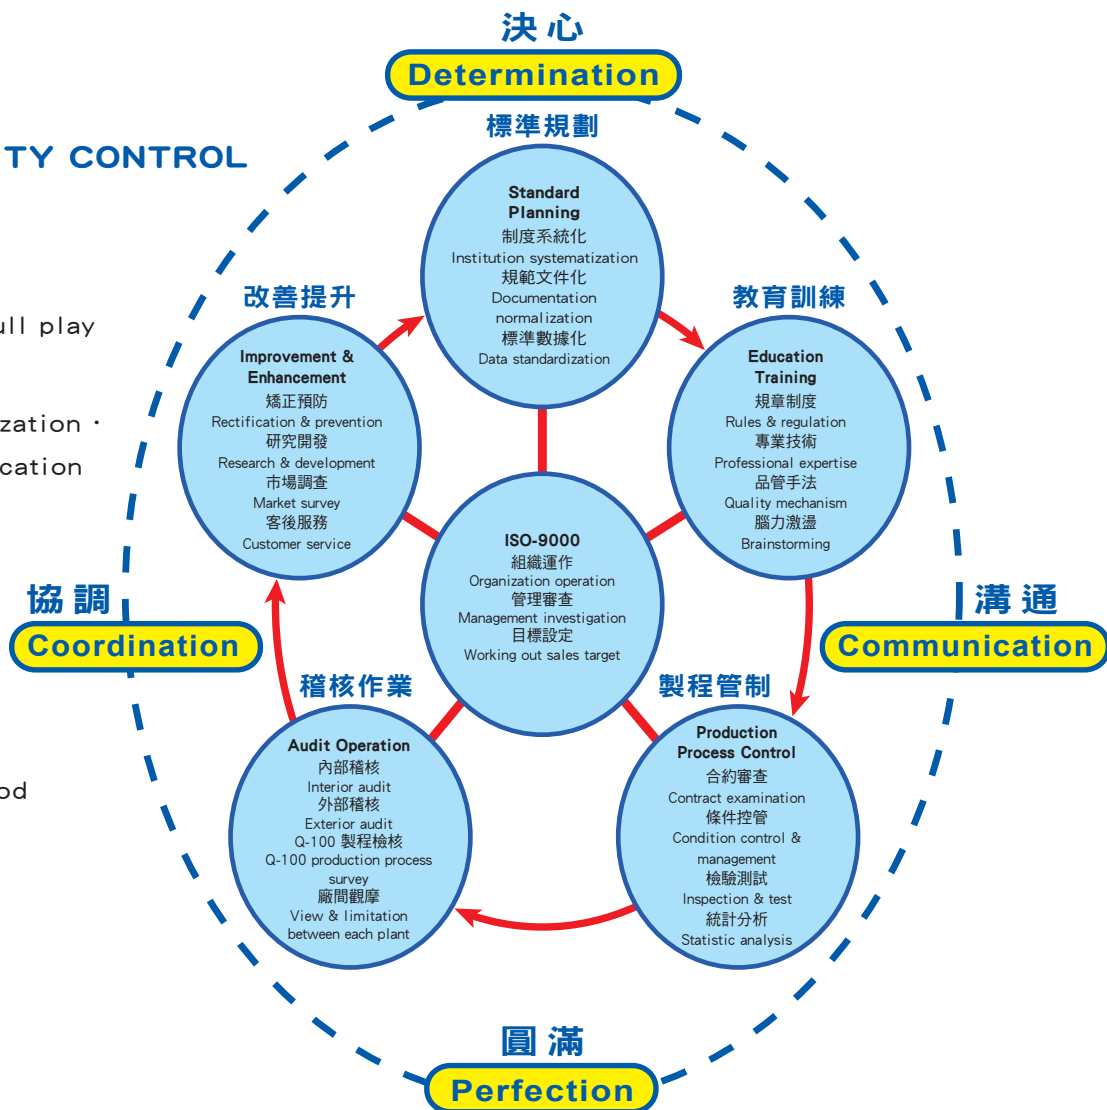 決心
Determination
TY CONTROL
ull play
zation ·
cation
od
標準規劃
Standard
Planning
制度系統化
Institution systematization
規範文件化
Documentation
normalization
標準數據化
Data standardization
改善提升
Improvement &
Enhancement
矯正預防
Rectification & prevention
研究開發
Research & development
市場調查
Market survey
客後服務
Customer service
教育訓練
Education
Training
規章制度
Rules & regulation
專業技術
Professional expertise
品管手法
Quality mechanism
腦力激盪
Brainstorming
ISO-9000
組織運作
Organization operation
管理審查
Management investigation
目標設定
Working out sales target
協調
Coordination
溝通
Communication
稽核作業
Audit Operation
內部稽核
Interior audit
外部稽核
Exterior audit
Q-100 製程檢核
Q-100 production process
survey
廠間觀摩
View & limitation
between each plant
製程管制
Production
Process Control
合約審查
Contract examination
條件控管
Condition control &
management
檢驗測試
Inspection & test
統計分析
Statistic analysis
圓滿
Perfection